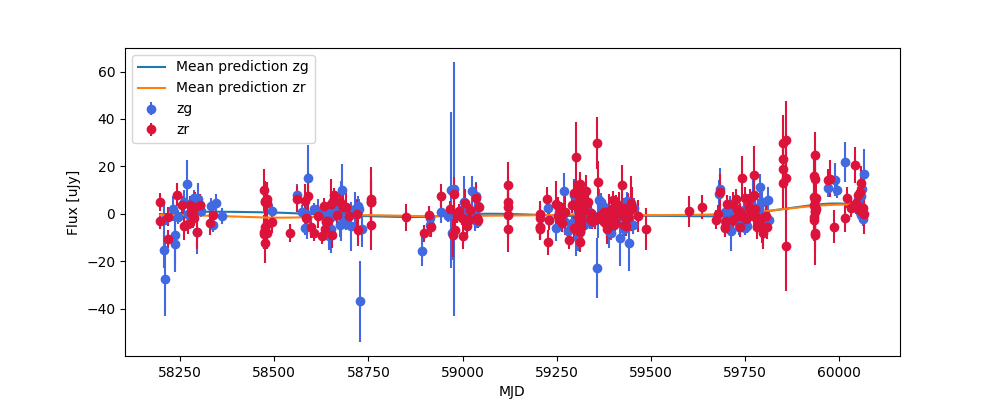 Mean prediction zg
Mean prediction zr
zg
zr
60
40
20
0
−20
−40
Flux [uJy]
58250
58500
58750
59000
59250
59500
59750
60000
MJD